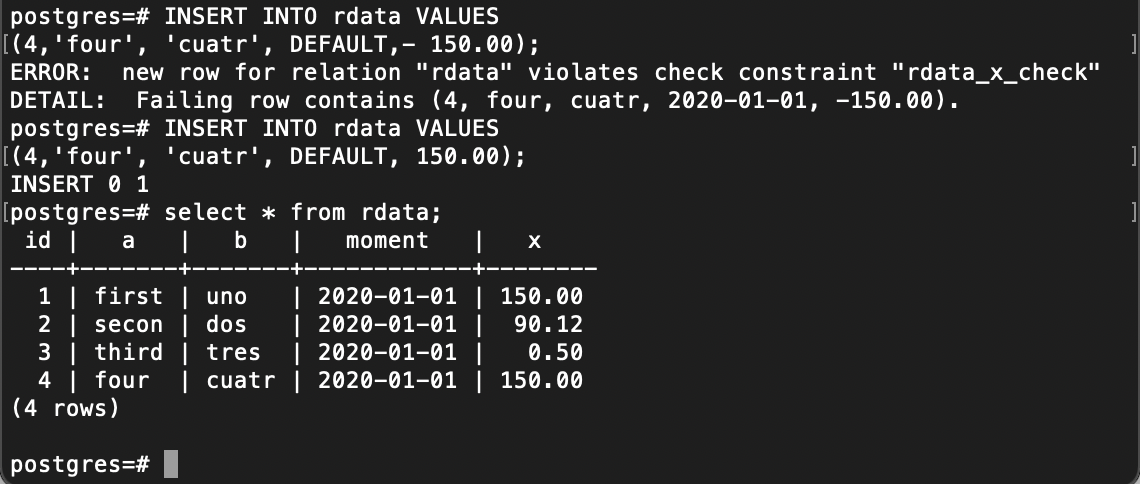 postgres=# INSERT INTO rdata VALUES
[(4,'four', 'cuatr', DEFAULT,- 150.00);                                         ]
ERROR:  new row for relation "rdata" violates check constraint "rdata_x_check"
DETAIL:  Failing row contains (4, four, cuatr, 2020-01-01, -150.00).
postgres=# INSERT INTO rdata VALUES
[(4,'four', 'cuatr', DEFAULT, 150.00);                                          ]
INSERT 0 1
[postgres=# select * from rdata;                                                ]
 id |   a   |   b   |   moment   |   x
----+-------+-------+------------+--------
  1 | first | uno   | 2020-01-01 | 150.00
  2 | secon | dos   | 2020-01-01 |  90.12
  3 | third | tres  | 2020-01-01 |   0.50
  4 | four  | cuatr | 2020-01-01 | 150.00
(4 rows)
postgres=#